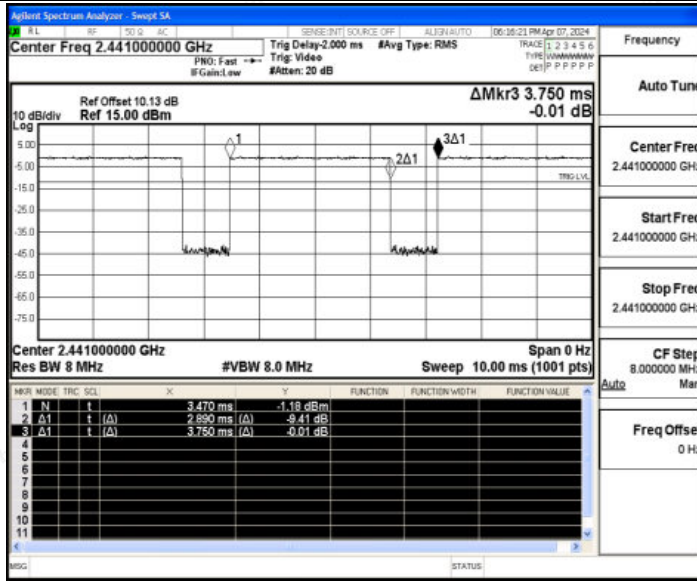 Agilent Spectrum Analyzer - Swept SA
RL RF 50 Ω AC SENSE:INT SOURCE OFF ALIGNAUTO 06:16:21 PM Apr 07, 2024
Center Freq 2.441000000 GHz
PNO: Fast
IFGain:Low
Trig Delay-2.000 ms #Avg Type: RMS
Trig: Video
#Atten: 20 dB
TRACE 1 2 3 4 5 6
TYPE
DET P P P P P P
Ref Offset 10.13 dB
10 dB/div Ref 15.00 dBm
Log
ΔMkr3 3.750 ms
-0.01 dB
1
2Δ1
3Δ1
TRIG LVL
5.00
-5.00
-15.0
-25.0
-35.0
-45.0
-55.0
-65.0
-75.0
Center 2.441000000 GHz Span 0 Hz
Res BW 8 MHz #VBW 8.0 MHz Sweep 10.00 ms (1001 pts)
MKR MODE TRC SCL X Y FUNCTION FUNCTION WIDTH FUNCTION VALUE
1 N t 3.470 ms -1.18 dBm
2 Δ1 t (Δ) 2.890 ms (Δ) -9.41 dB
3 Δ1 t (Δ) 3.750 ms (Δ) -0.01 dB
4
5
6
7
8
9
10
11
MSG STATUS
Frequency
Auto Tune
Center Freq
2.441000000 GHz
Start Freq
2.441000000 GHz
Stop Freq
2.441000000 GHz
CF Step
8.000000 MHz
Auto Man
Freq Offset
0 Hz